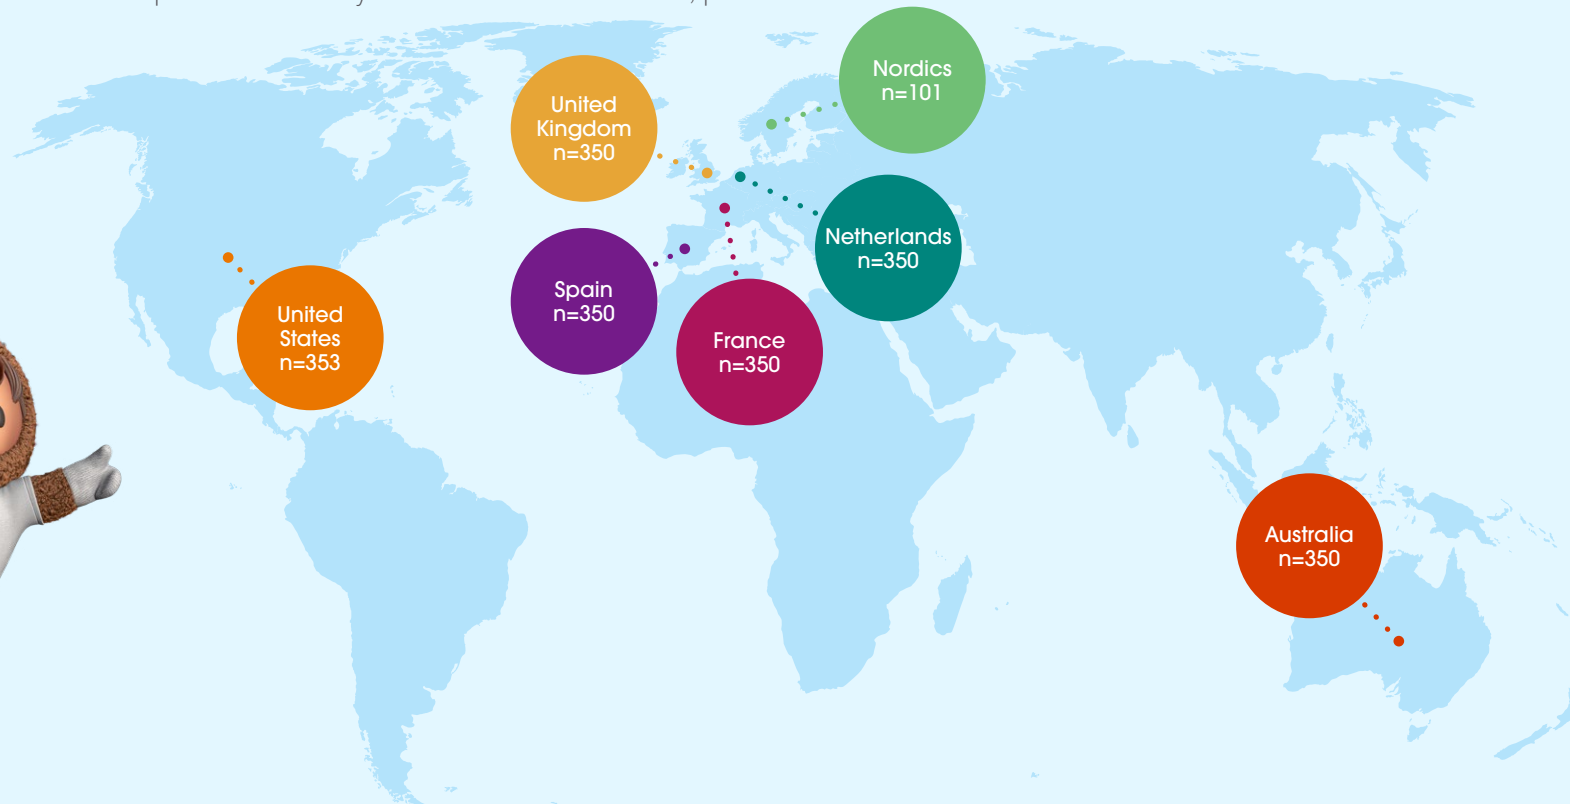 Nordics
n=101
United
Kingdom
n=350
Netherlands
n=350
Spain
n=350
United
States
n=353
France
n=350
Australia
n=350